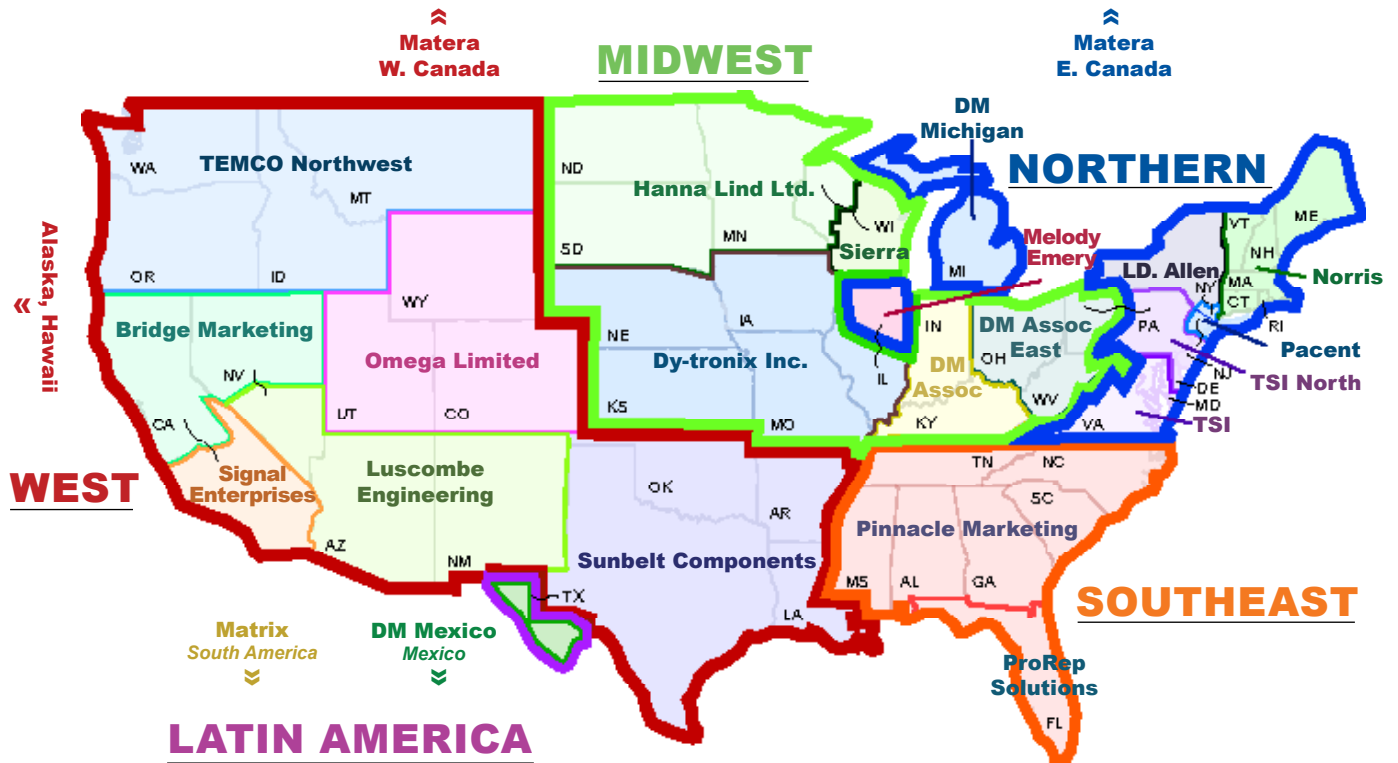 Matera
W. Canada
Matera
E. Canada
MIDWEST
DM
Michigan
NORTHERN
TEMCO Northwest
WA
MT
OR
ID
ND
Hanna Lind Ltd.
SD
MN
WI
Sierra
MI
Melody
Emery
LD. Allen
NY
VT
ME
NH
MA
CT
RI
Norris
Alaska, Hawaii
Bridge Marketing
NV
CA
WY
Omega Limited
UT
CO
NE
IA
Dy-tronix Inc.
KS
MO
IL
IN
DM
Assoc
KY
DM Assoc
East
OH
WV
PA
Pacent
NJ
TSI North
DE
MD
TSI
VA
WEST
Signal
Enterprises
Luscombe
Engineering
AZ
NM
OK
AR
Sunbelt Components
TX
LA
TN
NC
SC
Pinnacle Marketing
MS
AL
GA
SOUTHEAST
ProRep
Solutions
FL
Matrix
South America
DM Mexico
Mexico
LATIN AMERICA